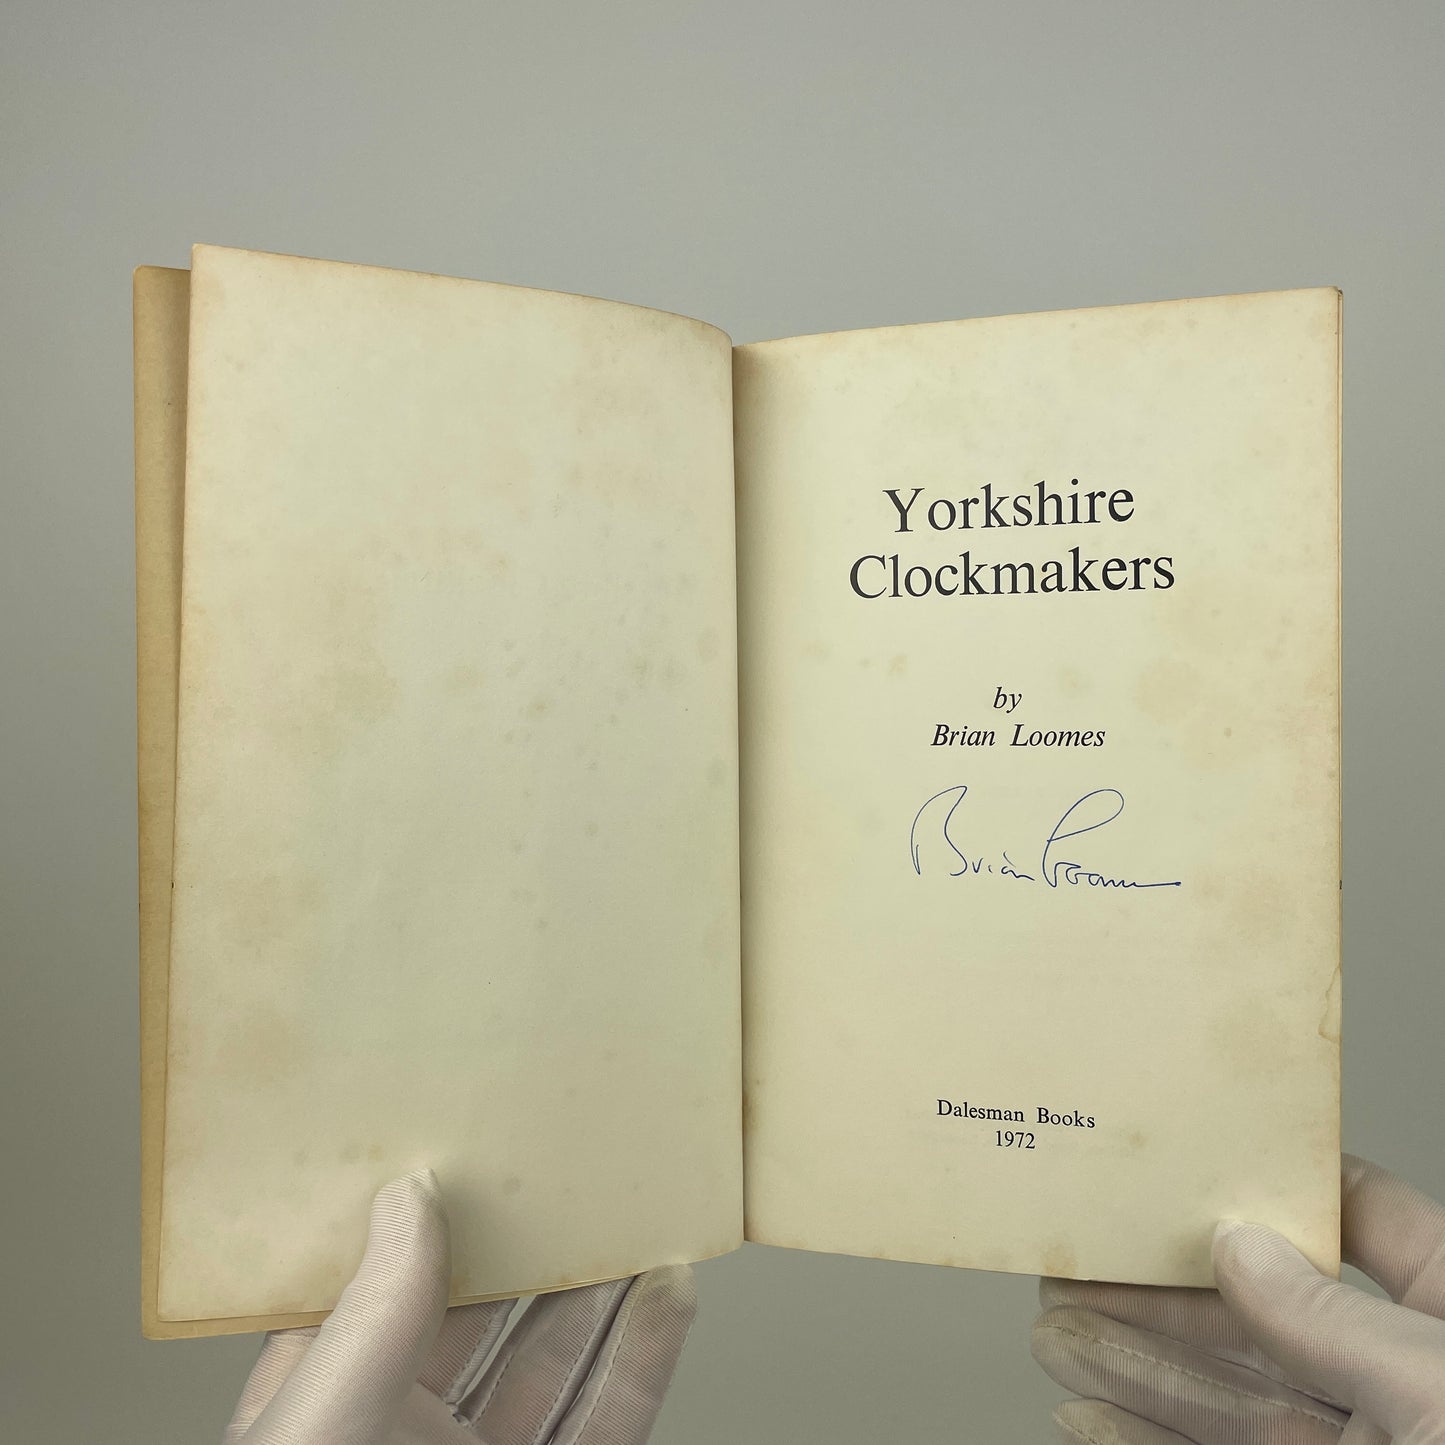 Yorkshire
Clockmakers
by
Brian Loomes
Brian Loomes
Dalesman Books
1972